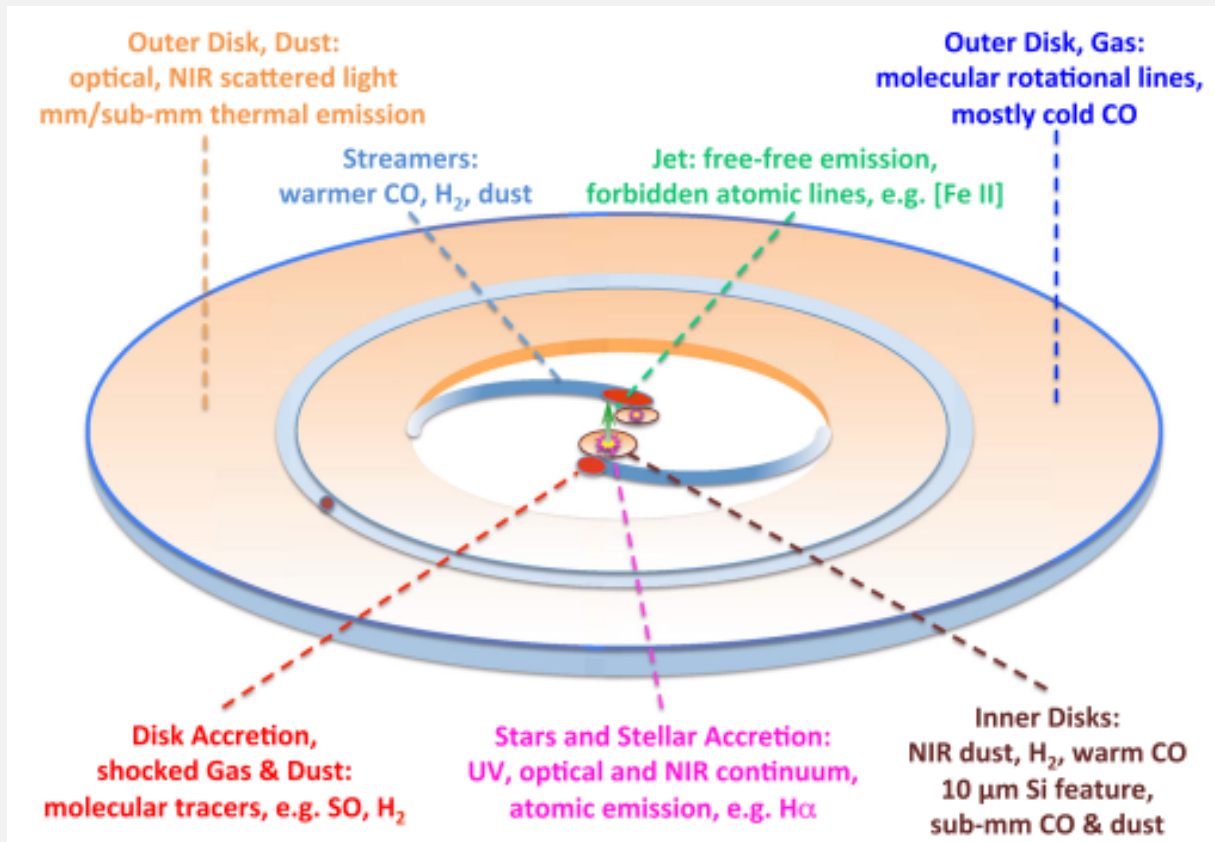 Outer Disk, Dust:
optical, NIR scattered light
mm/sub-mm thermal emission
Outer Disk, Gas:
molecular rotational lines,
mostly cold CO
Streamers:
warmer CO, H₂, dust
Jet: free-free emission,
forbidden atomic lines, e.g. [Fe II]
Disk Accretion,
shocked Gas & Dust:
molecular tracers, e.g. SO, H₂
Stars and Stellar Accretion:
UV, optical and NIR continuum,
atomic emission, e.g. Hα
Inner Disks:
NIR dust, H₂, warm CO
10 μm Si feature,
sub-mm CO & dust